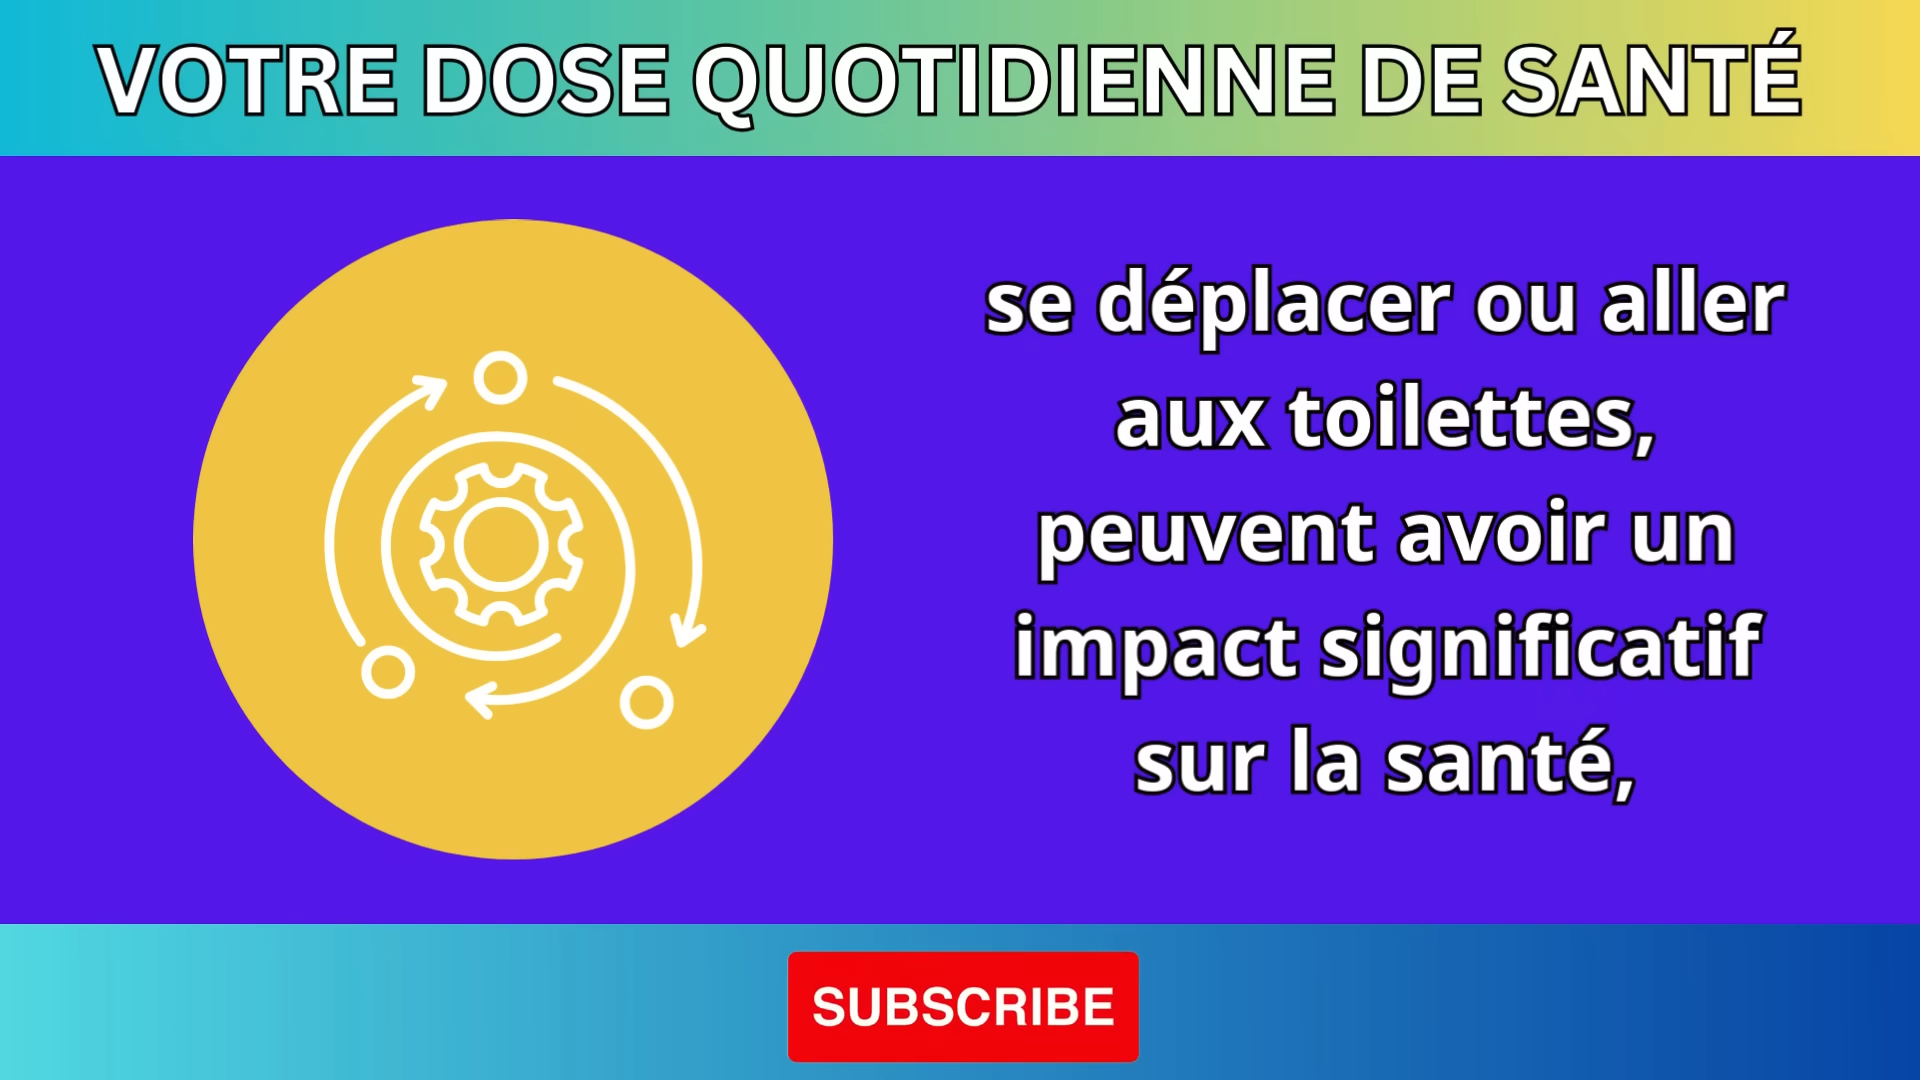 VOTRE DOSE QUOTIDIENNE DE SANTÉ
se déplacer ou aller
aux toilettes,
peuvent avoir un
impact significatif
sur la santé,
SUBSCRIBE